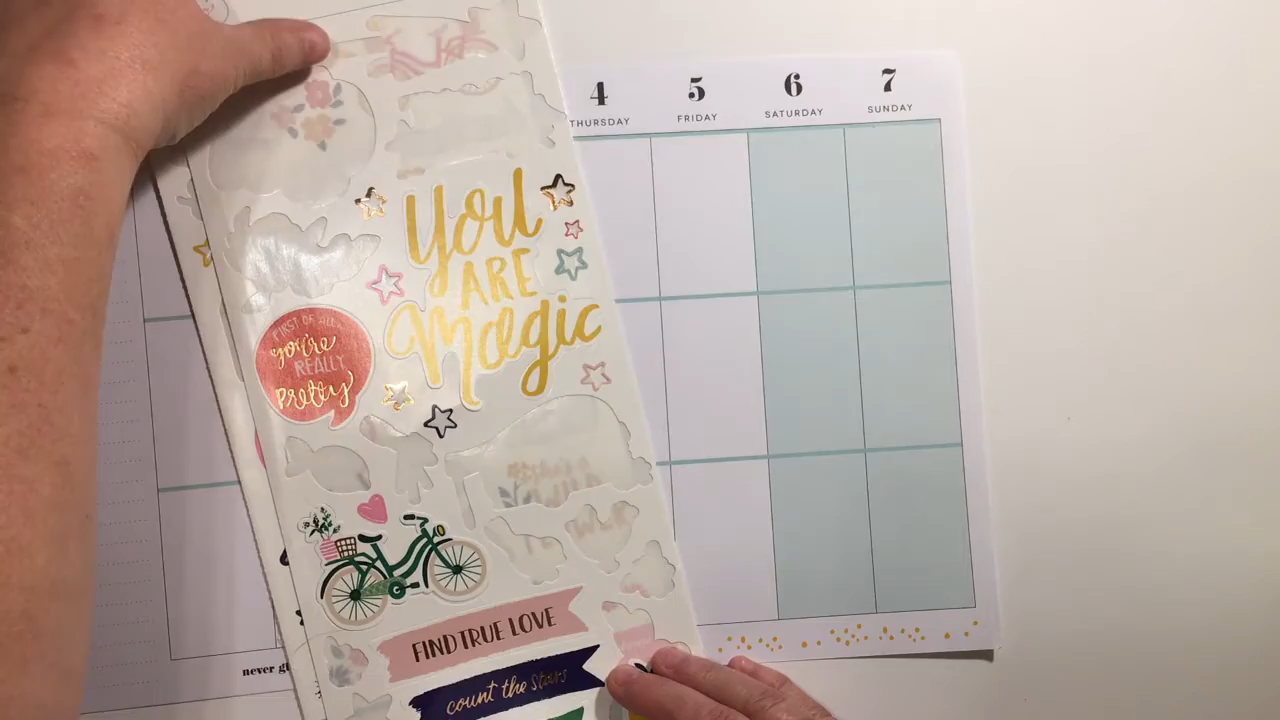 4 5 6 7
THURSDAY FRIDAY SATURDAY SUNDAY
You
ARE
Magic
FIRST OF ALL
you're
REALLY
Pretty
FIND TRUE LOVE
count the stars
never gi